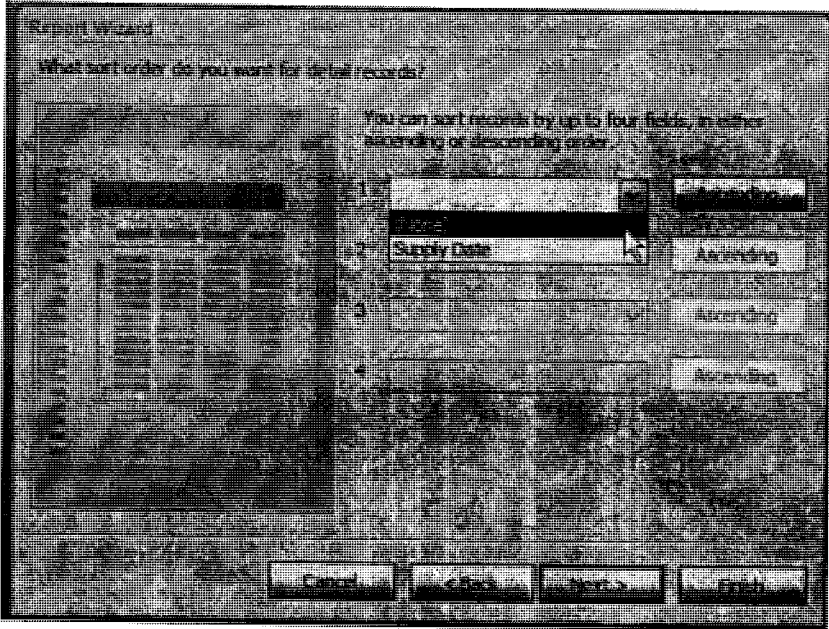 Report Wizard
What sort order do you want for detail records?
You can sort records by up to four fields, in either
ascending or descending order.
1
Ascending
(None)
2 Supply Date
Ascending
3
Ascending
4
Ascending
Cancel
< Back
Next >
Finish